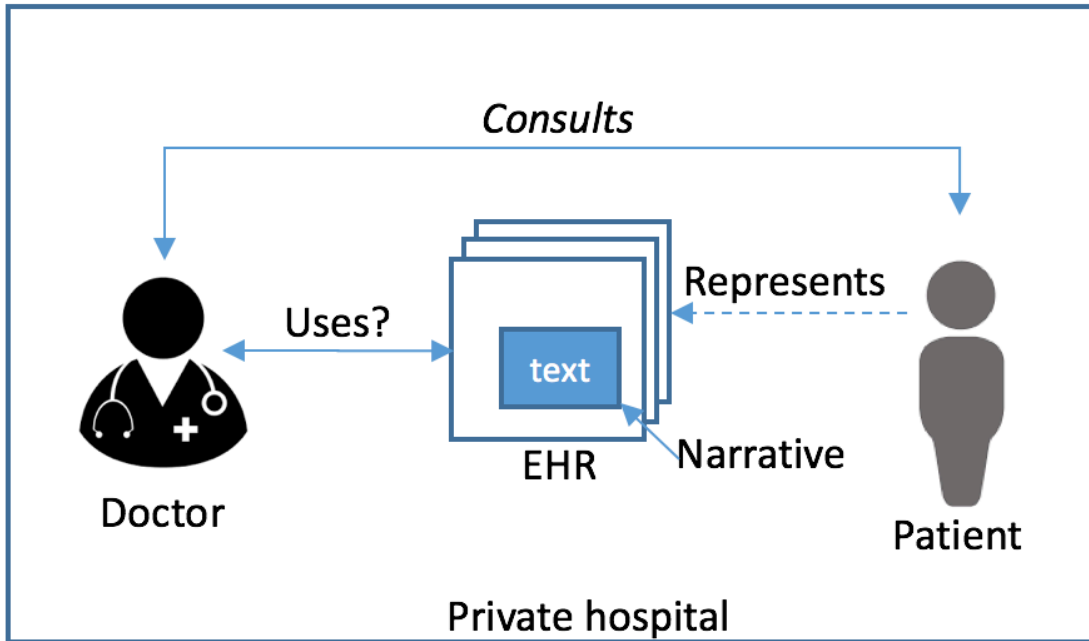 Consults
Represents
Uses?
text
Narrative
EHR
Doctor
Patient
Private hospital